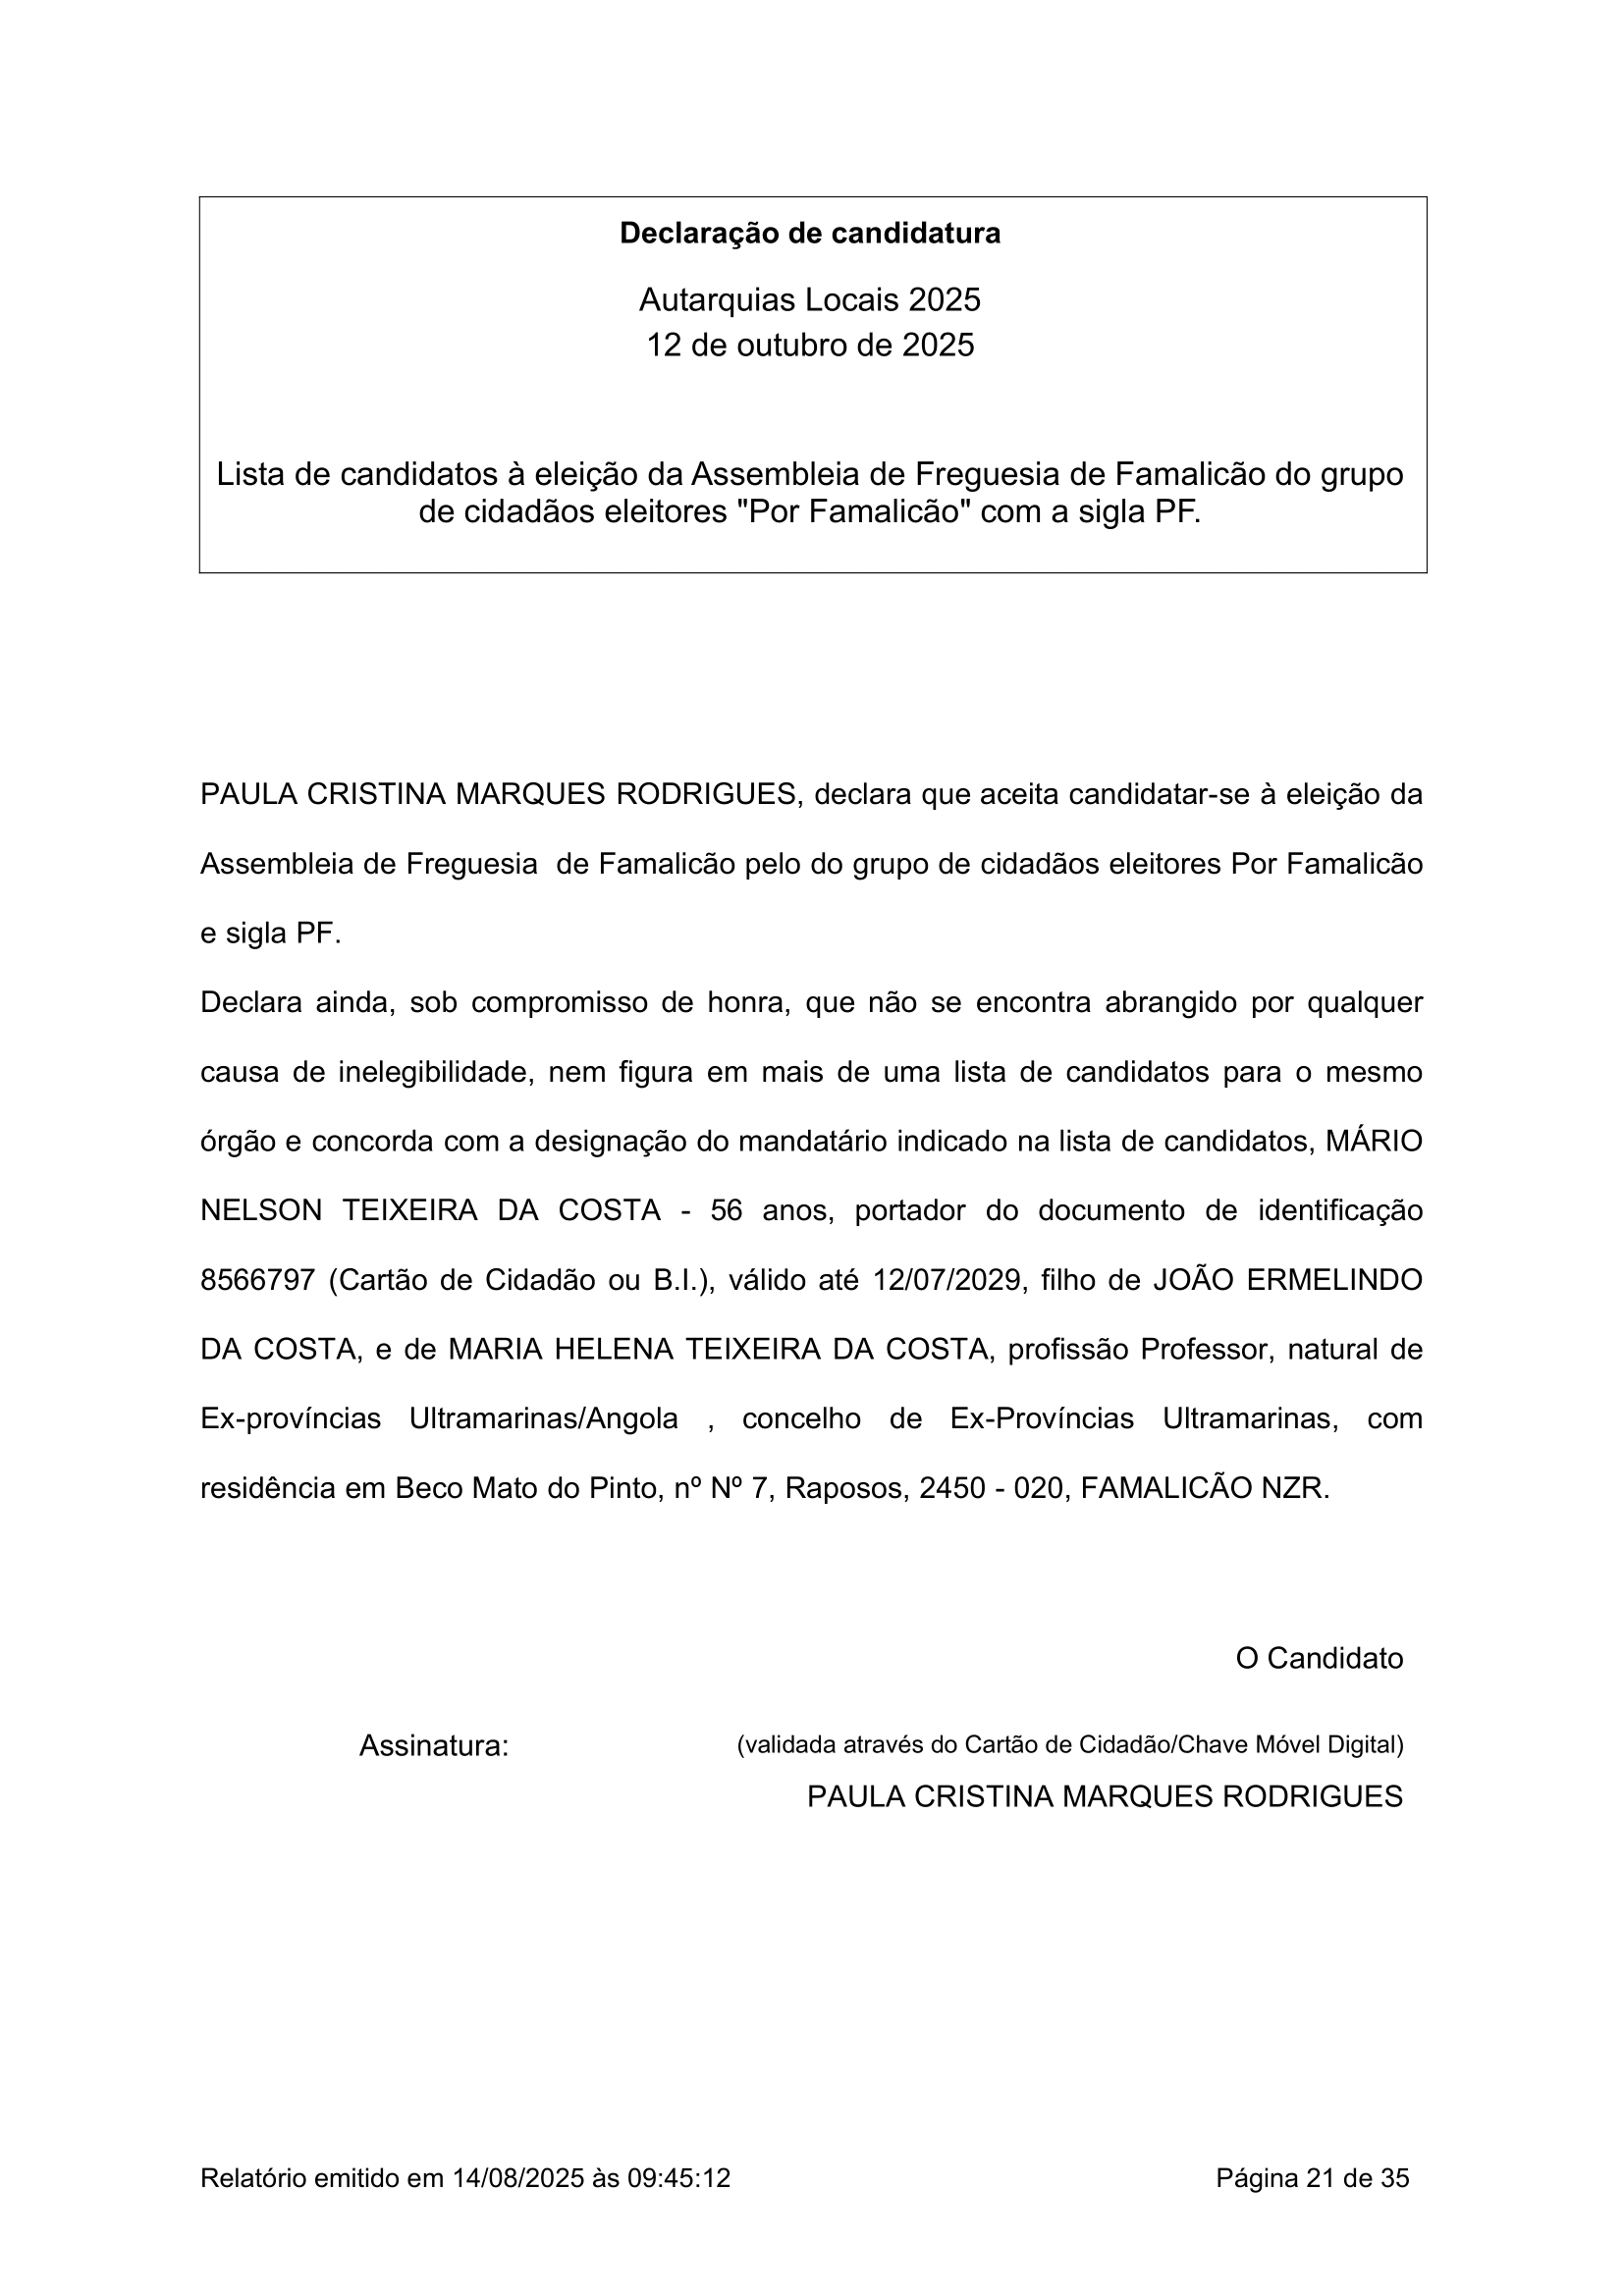 Declaração de candidatura
Autarquias Locais 2025
12 de outubro de 2025
Lista de candidatos à eleição da Assembleia de Freguesia de Famalicão do grupo
de cidadãos eleitores "Por Famalicão" com a sigla PF.
PAULA CRISTINA MARQUES RODRIGUES, declara que aceita candidatar-se à eleição da
Assembleia de Freguesia  de Famalicão pelo do grupo de cidadãos eleitores Por Famalicão
e sigla PF.
Declara ainda, sob compromisso de honra, que não se encontra abrangido por qualquer
causa de inelegibilidade, nem figura em mais de uma lista de candidatos para o mesmo
órgão e concorda com a designação do mandatário indicado na lista de candidatos, MÁRIO
NELSON TEIXEIRA DA COSTA - 56 anos, portador do documento de identificação
8566797 (Cartão de Cidadão ou B.I.), válido até 12/07/2029, filho de JOÃO ERMELINDO
DA COSTA, e de MARIA HELENA TEIXEIRA DA COSTA, profissão Professor, natural de
Ex-províncias Ultramarinas/Angola , concelho de Ex-Províncias Ultramarinas, com
residência em Beco Mato do Pinto, nº Nº 7, Raposos, 2450 - 020, FAMALICÃO NZR.
O Candidato
Assinatura: (validada através do Cartão de Cidadão/Chave Móvel Digital)
PAULA CRISTINA MARQUES RODRIGUES
Relatório emitido em 14/08/2025 às 09:45:12 Página 21 de 35